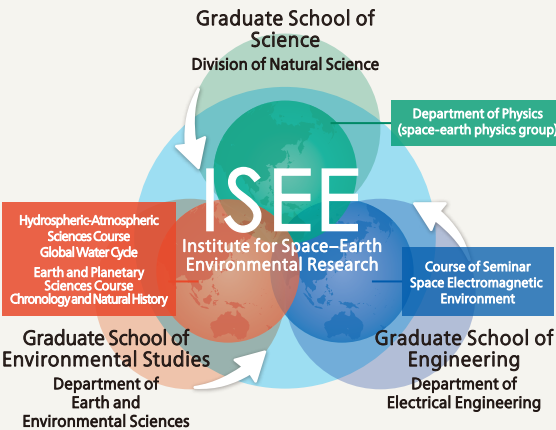 Graduate School of
Science
Division of Natural Science
Department of Physics
(space-earth physics group)
ISEE
Institute for Space–Earth
Environmental Research
Hydrospheric-Atmospheric
Sciences Course
Global Water Cycle
Earth and Planetary
Sciences Course
Chronology and Natural History
Course of Seminar
Space Electromagnetic
Environment
Graduate School of
Environmental Studies
Department of
Earth and
Environmental Sciences
Graduate School of
Engineering
Department of
Electrical Engineering